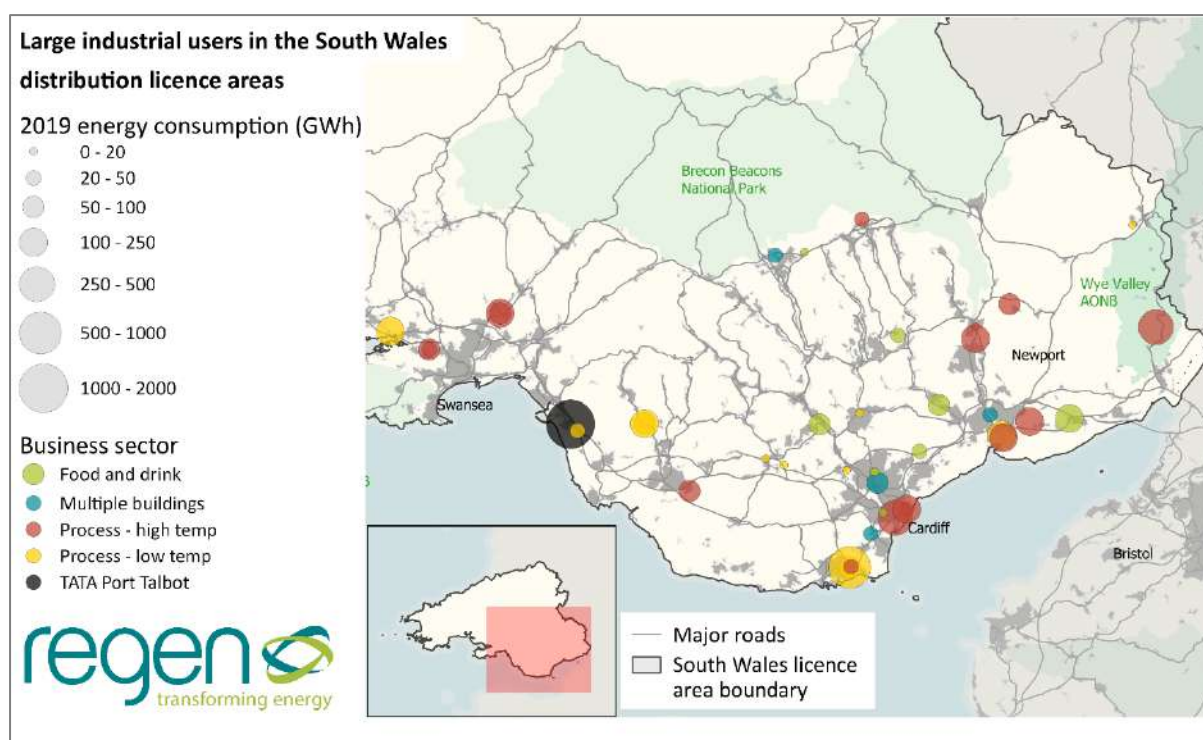 Large industrial users in the South Wales
distribution licence areas
2019 energy consumption (GWh)
0 - 20
20 - 50
50 - 100
100 - 250
250 - 500
500 - 1000
1000 - 2000
Business sector
Food and drink
Multiple buildings
Process - high temp
Process - low temp
TATA Port Talbot
regen
transforming energy
Brecon Beacons
National Park
Wye Valley
AONB
Newport
Swansea
Cardiff
Bristol
Major roads
South Wales licence
area boundary